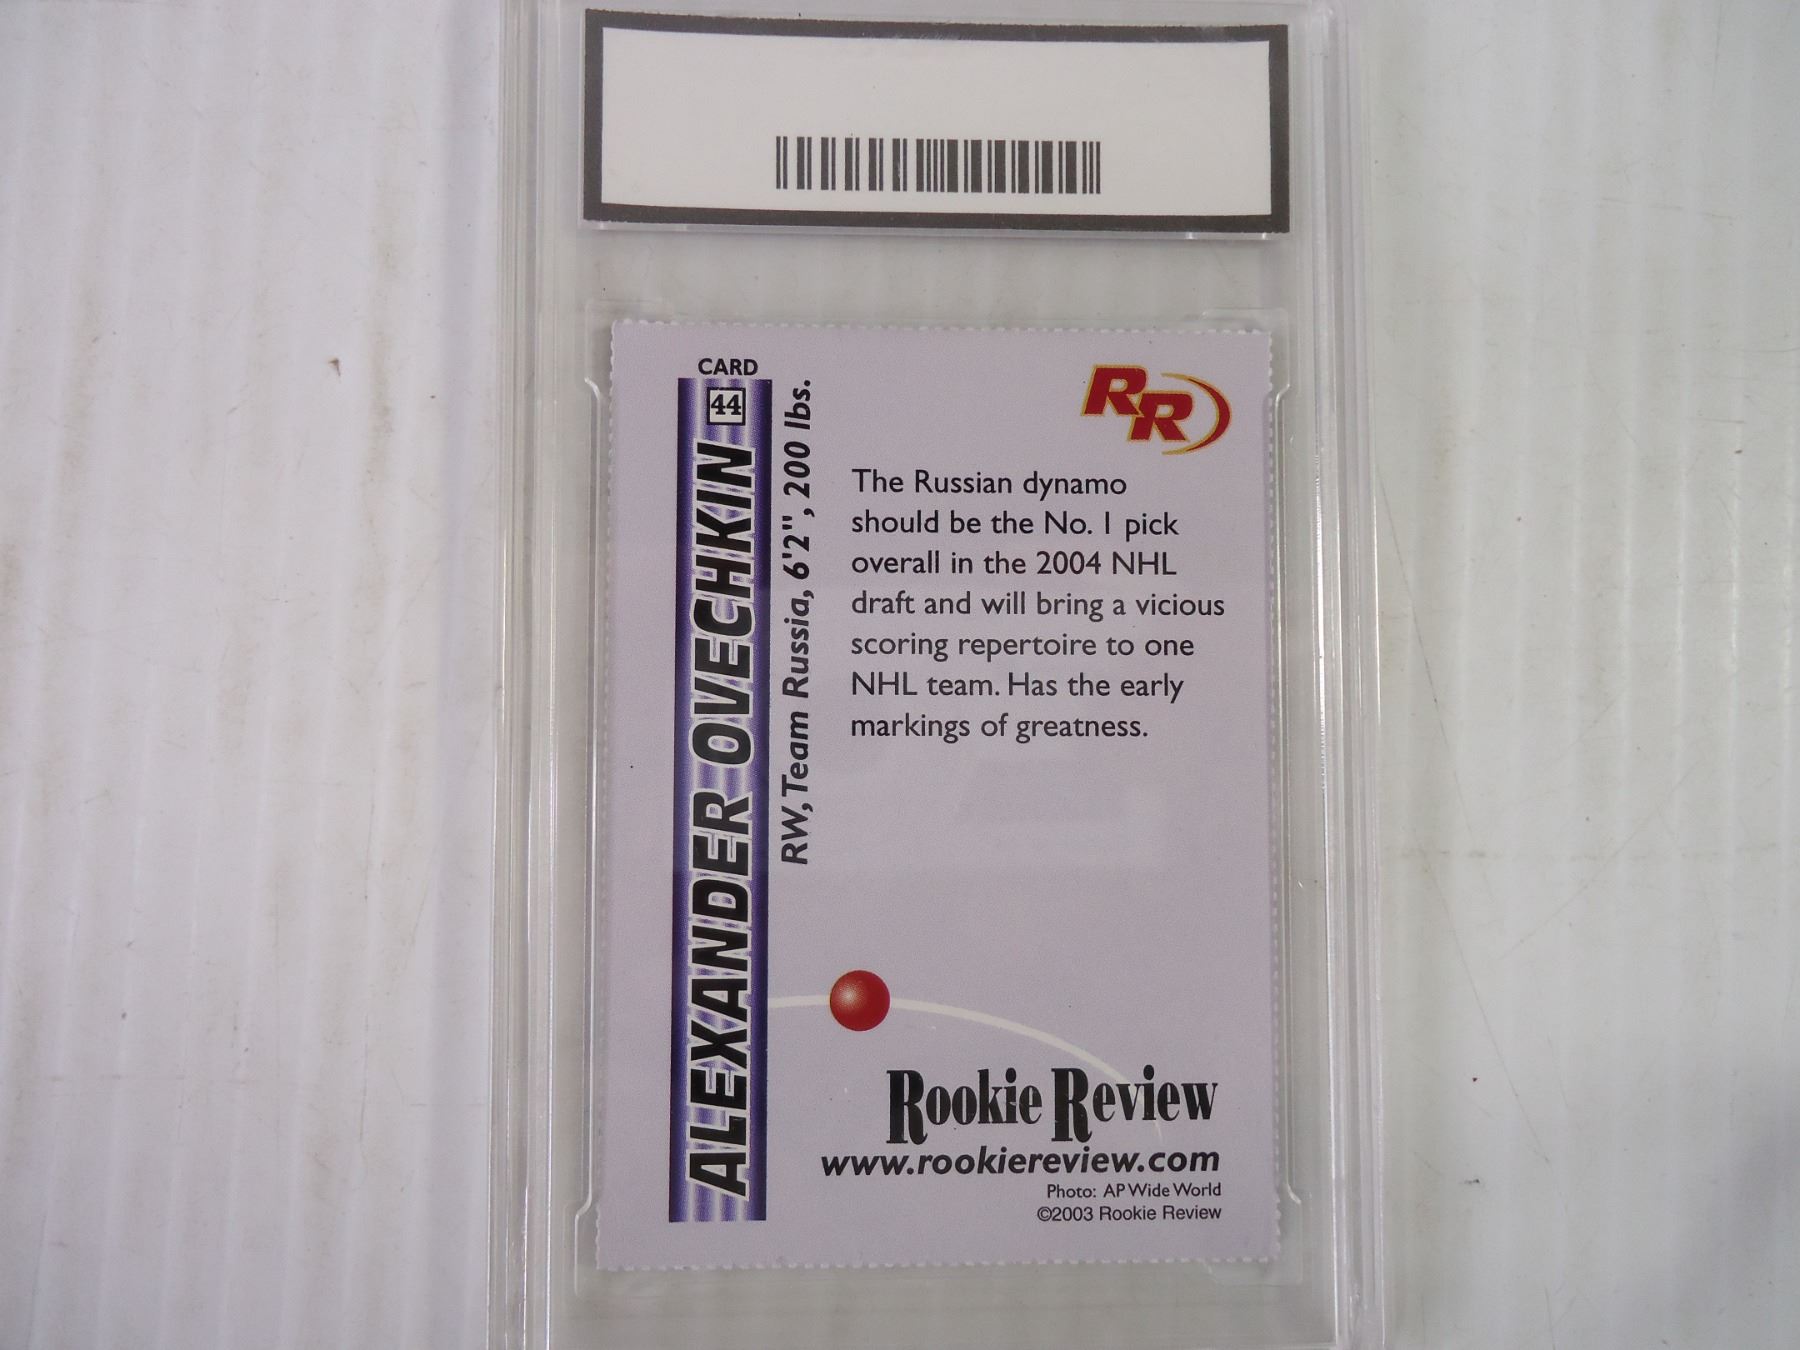 CARD
44
ALEXANDER OVECHKIN
RW, Team Russia, 6'2", 200 lbs.
RR
The Russian dynamo
should be the No. 1 pick
overall in the 2004 NHL
draft and will bring a vicious
scoring repertoire to one
NHL team. Has the early
markings of greatness.
Rookie Review
www.rookiereview.com
Photo: AP Wide World
©2003 Rookie Review